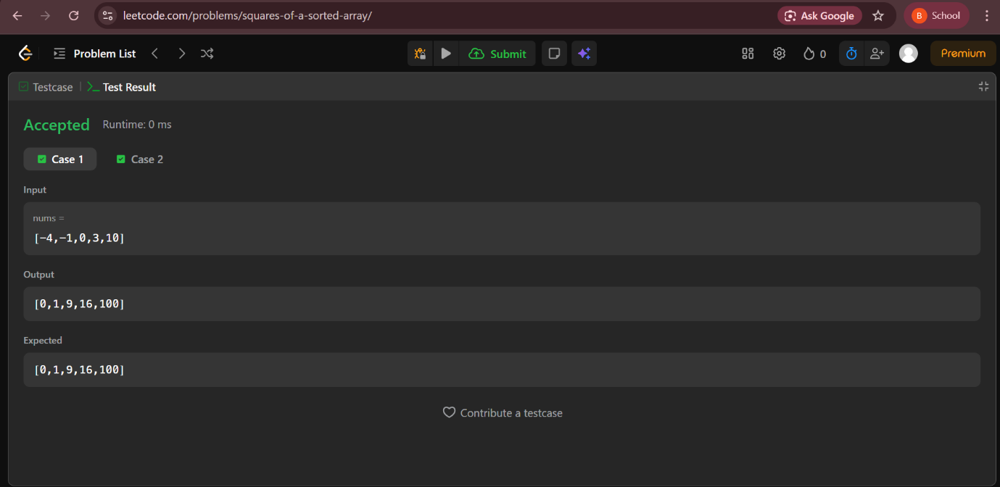 leetcode.com/problems/squares-of-a-sorted-array/ Ask Google B School
Problem List Submit 0 Premium
Testcase Test Result
Accepted Runtime: 0 ms
Case 1 Case 2
Input
nums =
[-4,-1,0,3,10]
Output
[0,1,9,16,100]
Expected
[0,1,9,16,100]
Contribute a testcase